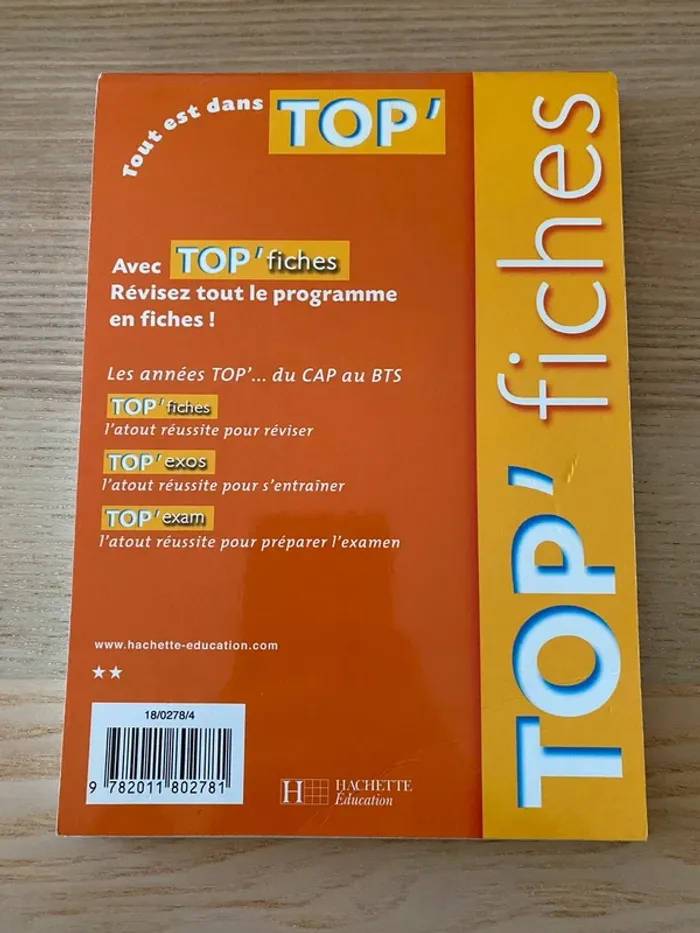 Tout est dans TOP'
Avec TOP'fiches
Révisez tout le programme
en fiches !
Les années TOP'... du CAP au BTS
TOP'fiches
l'atout réussite pour réviser
TOP'exos
l'atout réussite pour s'entraîner
TOP'exam
l'atout réussite pour préparer l'examen
www.hachette-education.com
★★
18/0278/4
9 782011 802781
H HACHETTE
Éducation
TOP' fiches